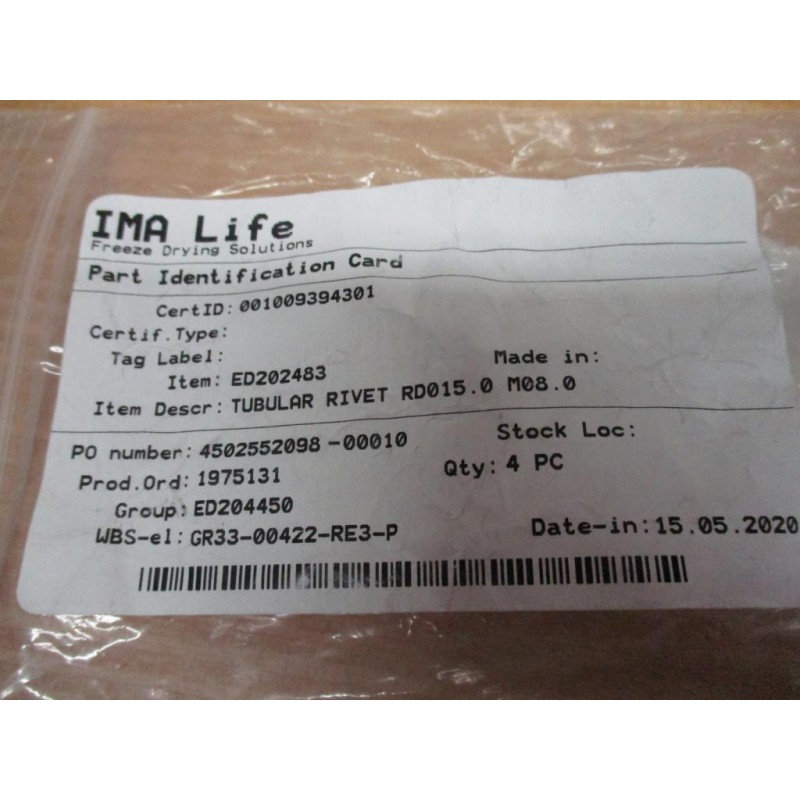 IMA Life
Freeze Drying Solutions
Part Identification Card
CertID: 001009394301
Certif.Type:
Tag Label:
Made in:
Item: ED202483
Item Descr: TUBULAR RIVET RD015.0 M08.0
PO number: 4502552098-00010
Stock Loc:
Prod.Ord: 1975131
Qty: 4 PC
Group: ED204450
WBS-el: GR33-00422-RE3-P
Date-in: 15.05.2020